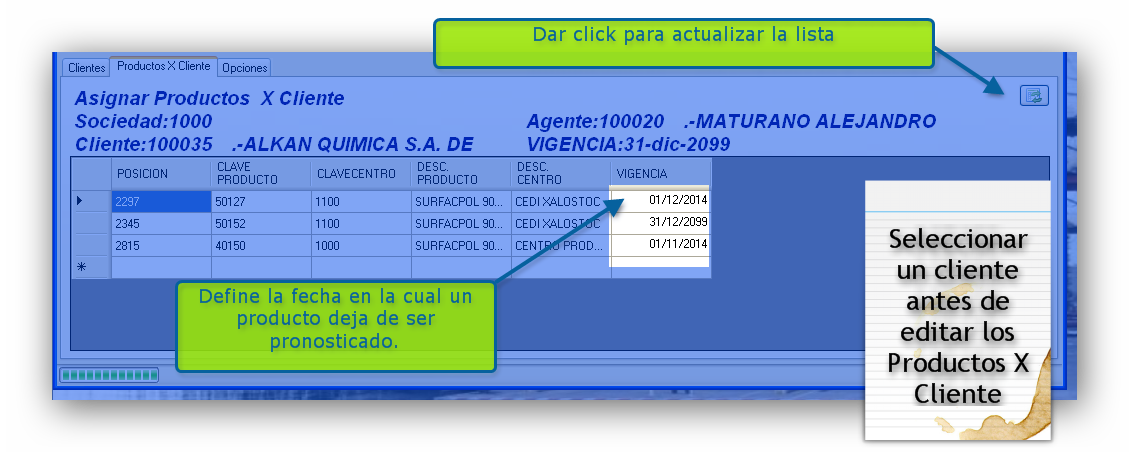 Dar click para actualizar la lista
Clientes Productos X Cliente Opciones
Asignar Productos X Cliente
Sociedad:1000 Agente:100020 .-MATURANO ALEJANDRO
Cliente:100035 .-ALKAN QUIMICA S.A. DE VIGENCIA:31-dic-2099
POSICION CLAVE PRODUCTO CLAVECENTRO DESC. PRODUCTO DESC. CENTRO VIGENCIA
2297 50127 1100 SURFACPOL 90... CEDI XALOSTOC 01/12/2014
2345 50152 1100 SURFACPOL 90... CEDI XALOSTOC 31/12/2099
2815 40150 1000 SURFACPOL 90... CENTRO PROD... 01/11/2014
Define la fecha en la cual un
producto deja de ser
pronosticado.
Seleccionar
un cliente
antes de
editar los
Productos X
Cliente